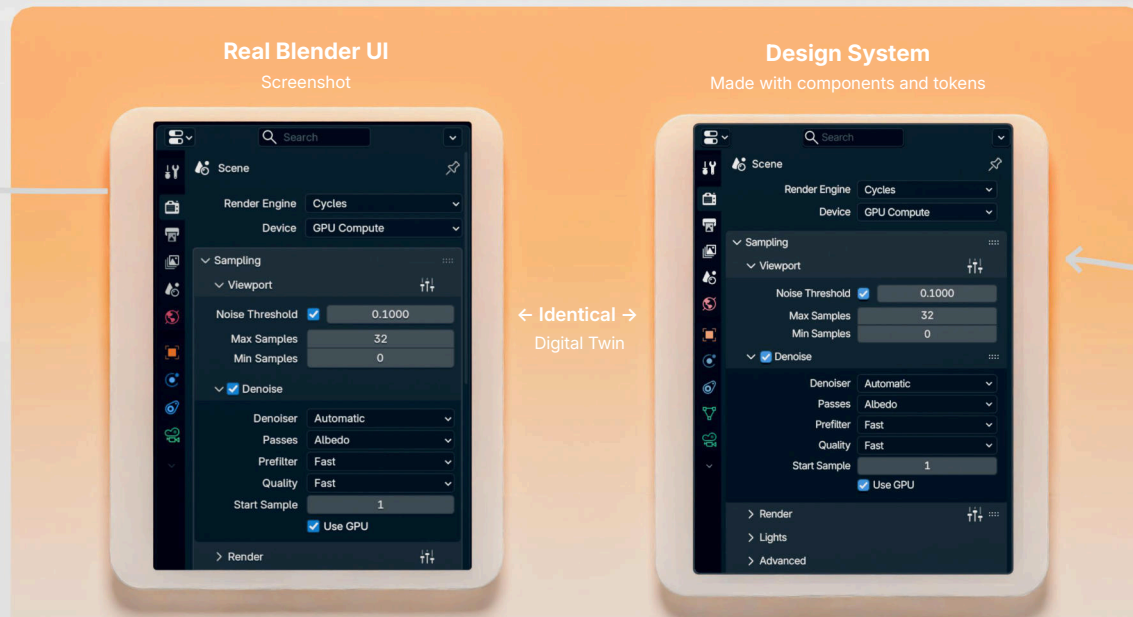 Real Blender UI
Screenshot
Search
Scene
Render Engine Cycles
Device GPU Compute
Sampling
Viewport
Noise Threshold 0.1000
Max Samples 32
Min Samples 0
Denoise
Denoiser Automatic
Passes Albedo
Prefilter Fast
Quality Fast
Start Sample 1
Use GPU
Render
← Identical →
Digital Twin
Design System
Made with components and tokens
Search
Scene
Render Engine Cycles
Device GPU Compute
Sampling
Viewport
Noise Threshold 0.1000
Max Samples 32
Min Samples 0
Denoise
Denoiser Automatic
Passes Albedo
Prefilter Fast
Quality Fast
Start Sample 1
Use GPU
Render
Lights
Advanced